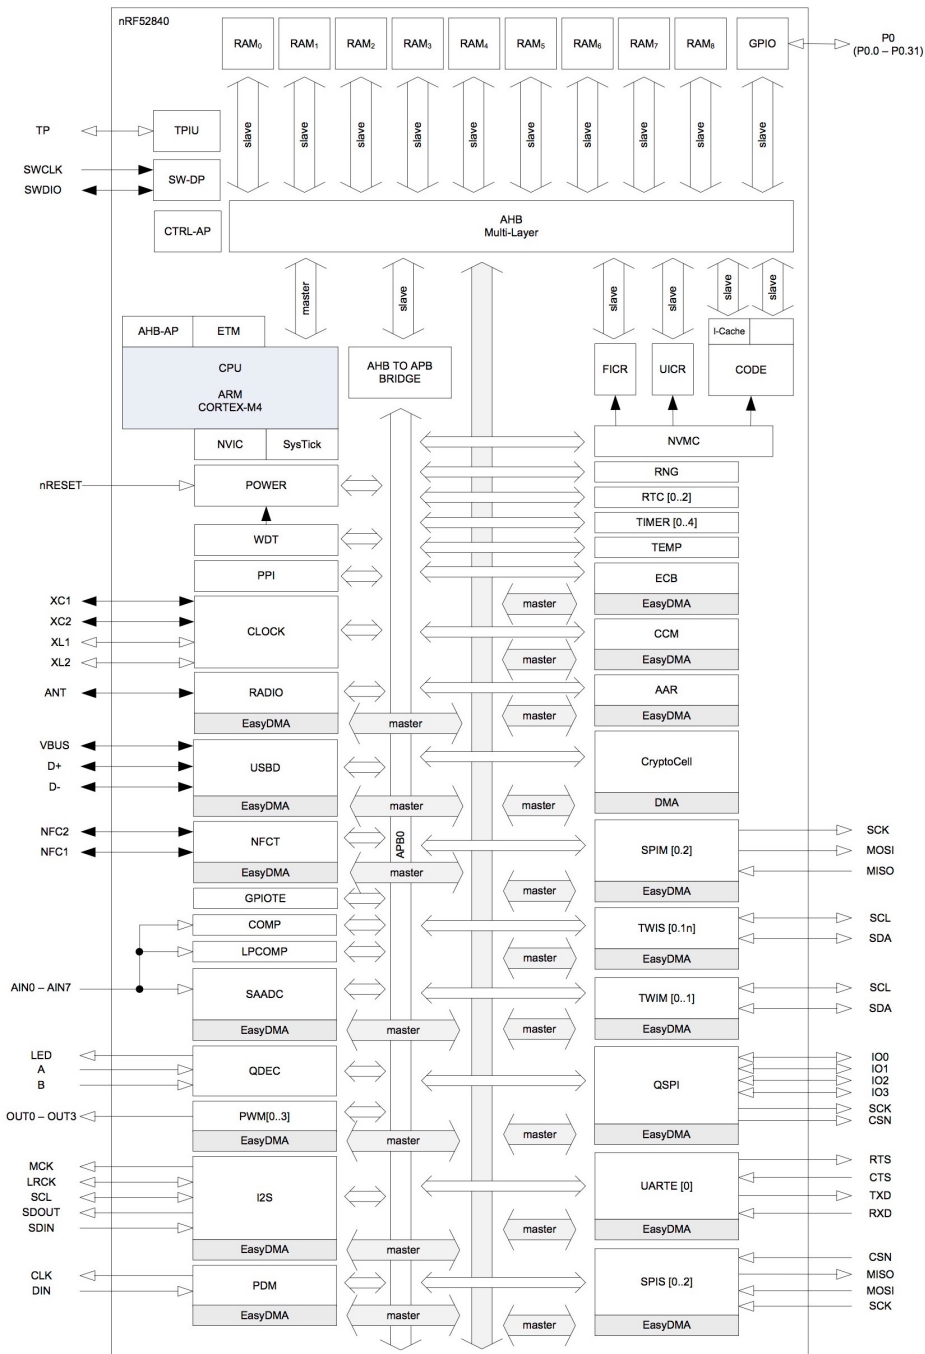 nRF52840
RAM0 RAM1 RAM2 RAM3 RAM4 RAM5 RAM6 RAM7 RAM8 GPIO
P0
(P0.0 – P0.31)
slave slave slave slave slave slave slave slave slave slave
TP
TPIU
SWCLK
SWDIO
SW-DP
CTRL-AP
AHB
Multi-Layer
master slave slave slave slave slave
AHB-AP ETM
CPU
ARM
CORTEX-M4
NVIC SysTick
AHB TO APB
BRIDGE
FICR
UICR
I-Cache
CODE
NVMC
nRESET
POWER
WDT
PPI
RNG
RTC [0..2]
TIMER [0..4]
TEMP
ECB
master EasyDMA
XC1
XC2
XL1
XL2
CLOCK
CCM
master EasyDMA
ANT
RADIO
EasyDMA master
AAR
master EasyDMA
VBUS
D+
D-
USBD
EasyDMA master
CryptoCell
master DMA
NFC2
NFC1
NFCT
EasyDMA master
APB0
SPIM [0.2]
master EasyDMA
SCK
MOSI
MISO
GPIOTE
COMP
LPCOMP
TWIS [0.1n]
master EasyDMA
SCL
SDA
AIN0 – AIN7
SAADC
EasyDMA master
TWIM [0..1]
master EasyDMA
SCL
SDA
LED
A
B
QDEC
OUT0 – OUT3
PWM[0..3]
EasyDMA master
QSPI
master EasyDMA
IO0
IO1
IO2
IO3
SCK
CSN
MCK
LRCK
SCL
SDOUT
SDIN
I2S
EasyDMA master
UARTE [0]
master EasyDMA
RTS
CTS
TXD
RXD
CLK
DIN
PDM
EasyDMA master
SPIS [0..2]
master EasyDMA
CSN
MISO
MOSI
SCK